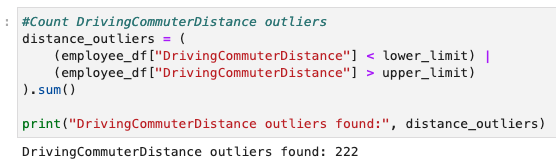 :
#Count DrivingCommuterDistance outliers
distance_outliers = (
    (employee_df["DrivingCommuterDistance"] < lower_limit) |
    (employee_df["DrivingCommuterDistance"] > upper_limit)
).sum()

print("DrivingCommuterDistance outliers found:", distance_outliers)
DrivingCommuterDistance outliers found: 222